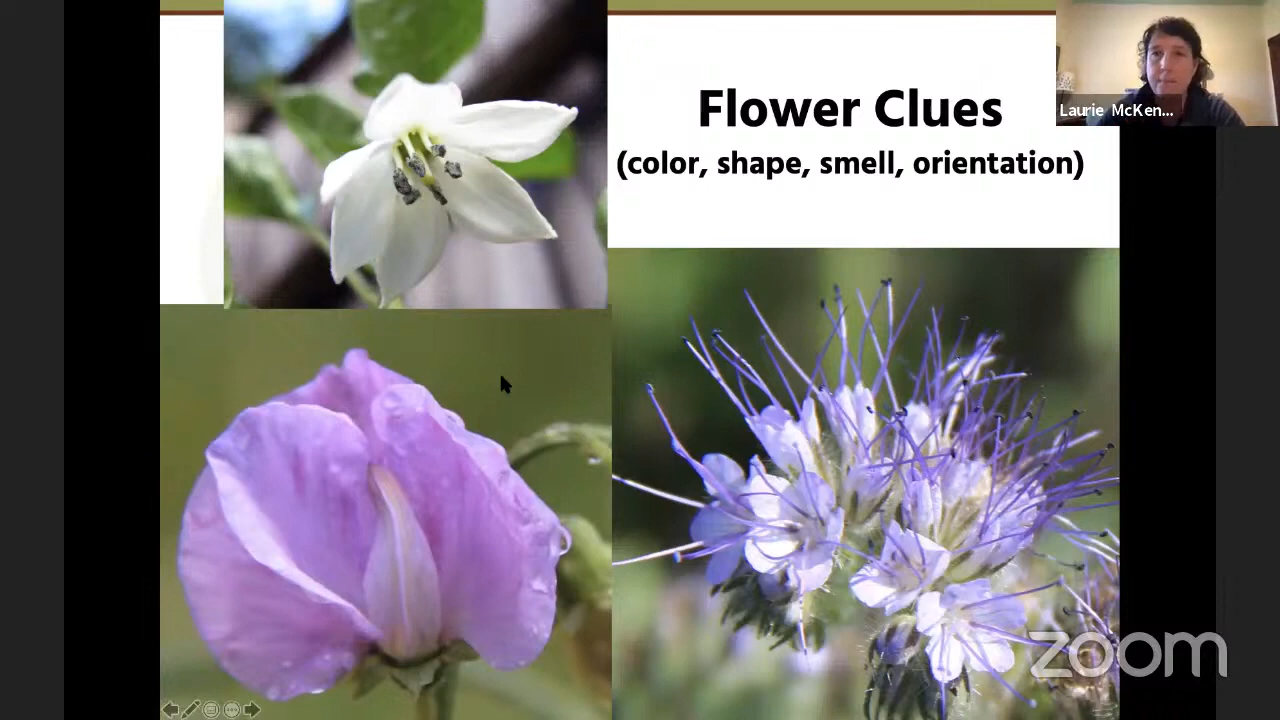 Flower Clues
(color, shape, smell, orientation)
Laurie McKen...
zoom